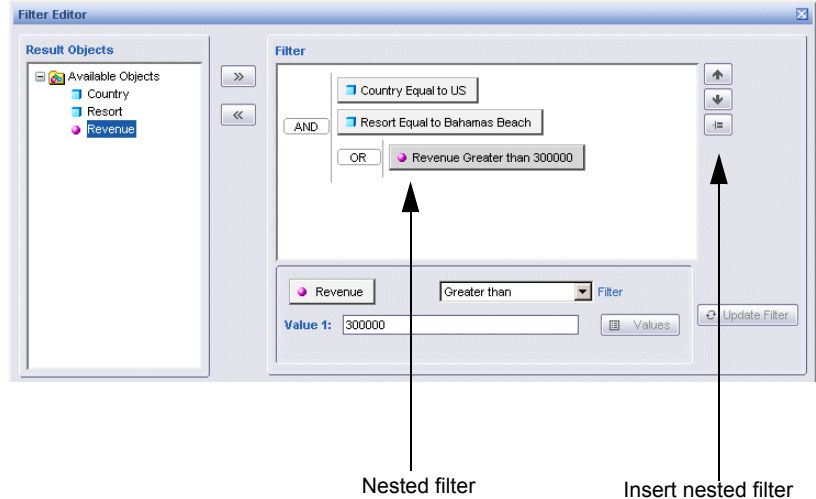 Filter Editor
Result Objects
Available Objects
Country
Resort
Revenue
Filter
AND
Country Equal to US
Resort Equal to Bahamas Beach
OR
Revenue Greater than 300000
Revenue
Greater than
Filter
Value 1:
300000
Values
Update Filter
Nested filter
Insert nested filter